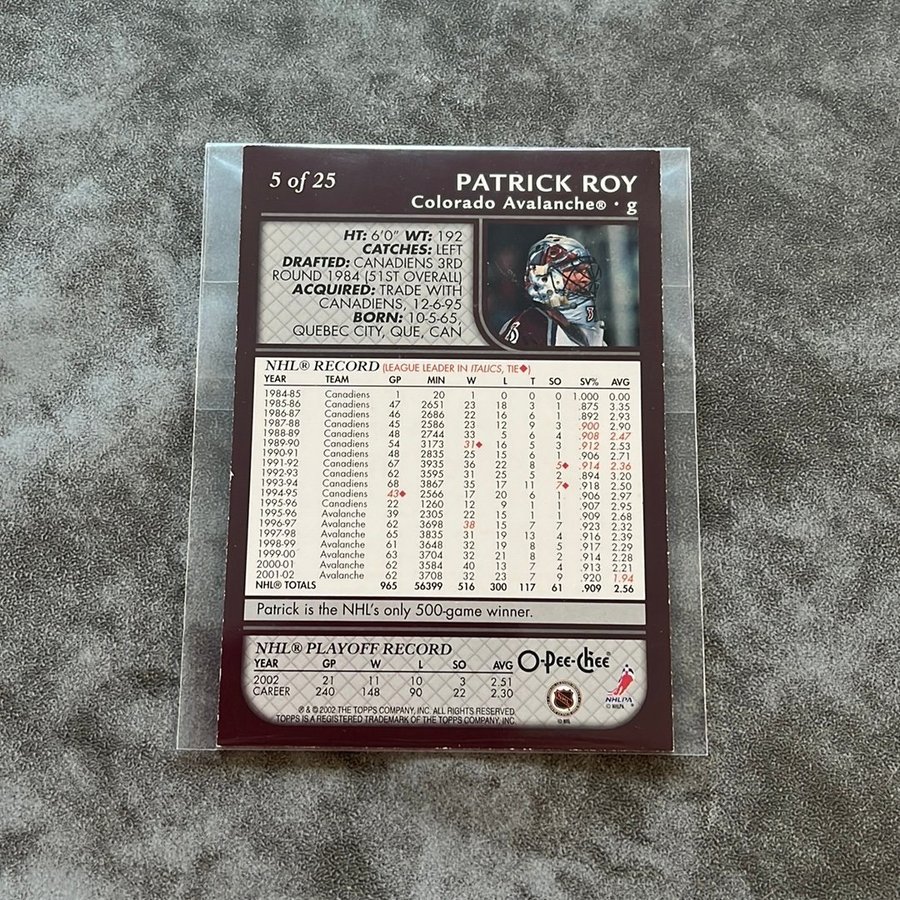 5 of 25
PATRICK ROY
Colorado Avalanche® · g
HT: 6'0" WT: 192
CATCHES: LEFT
DRAFTED: CANADIENS 3RD
ROUND 1984 (51ST OVERALL)
ACQUIRED: TRADE WITH
CANADIENS, 12-6-95
BORN: 10-5-65,
QUEBEC CITY, QUE, CAN
NHL® RECORD (LEAGUE LEADER IN ITALICS, TIE♦)
YEAR TEAM GP MIN W L T SO SV% AVG
1984-85 Canadiens 1 20 1 0 0 0 1.000 0.00
1985-86 Canadiens 47 2651 23 18 3 1 .875 3.35
1986-87 Canadiens 46 2686 22 16 6 1 .892 2.93
1987-88 Canadiens 45 2586 23 12 9 3 .900 2.90
1988-89 Canadiens 48 2744 33 5 6 4 .908 2.47
1989-90 Canadiens 54 3173 31♦ 16 5 3 .912 2.53
1990-91 Canadiens 48 2835 25 15 6 1 .906 2.71
1991-92 Canadiens 67 3935 36 22 8 5♦ .914 2.36
1992-93 Canadiens 62 3595 31 25 5 2 .894 3.20
1993-94 Canadiens 68 3867 35 17 11 7♦ .918 2.50
1994-95 Canadiens 43♦ 2566 17 20 6 1 .906 2.97
1995-96 Canadiens 22 1260 12 9 1 1 .907 2.95
1995-96 Avalanche 39 2305 22 15 1 1 .909 2.68
1996-97 Avalanche 62 3698 38 15 7 7 .923 2.32
1997-98 Avalanche 65 3835 31 19 13 4 .916 2.39
1998-99 Avalanche 61 3648 32 19 8 5 .917 2.29
1999-00 Avalanche 63 3704 32 21 8 2 .914 2.28
2000-01 Avalanche 62 3584 40 13 7 4 .913 2.21
2001-02 Avalanche 62 3708 32 23 7 9 .920 1.94
NHL® TOTALS 965 56399 516 300 117 61 .909 2.56
Patrick is the NHL's only 500-game winner.
NHL® PLAYOFF RECORD
YEAR GP W L SO AVG
2002 21 11 10 3 2.51
CAREER 240 148 90 22 2.30
O-Pee-Chee®
NHLPA
© NHLPA
© NHL
® & © 2002 THE TOPPS COMPANY, INC. ALL RIGHTS RESERVED.
TOPPS IS A REGISTERED TRADEMARK OF THE TOPPS COMPANY, INC.